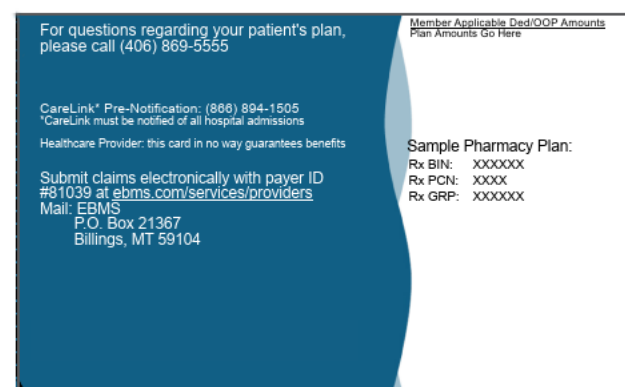 For questions regarding your patient's plan,
please call (406) 869-5555
CareLink* Pre-Notification: (866) 894-1505
*CareLink must be notified of all hospital admissions
Healthcare Provider: this card in no way guarantees benefits
Submit claims electronically with payer ID
#81039 at ebms.com/services/providers
Mail: EBMS
P.O. Box 21367
Billings, MT 59104
Member Applicable Ded/OOP Amounts
Plan Amounts Go Here
Sample Pharmacy Plan:
Rx BIN: XXXXXX
Rx PCN: XXXX
Rx GRP: XXXXXX